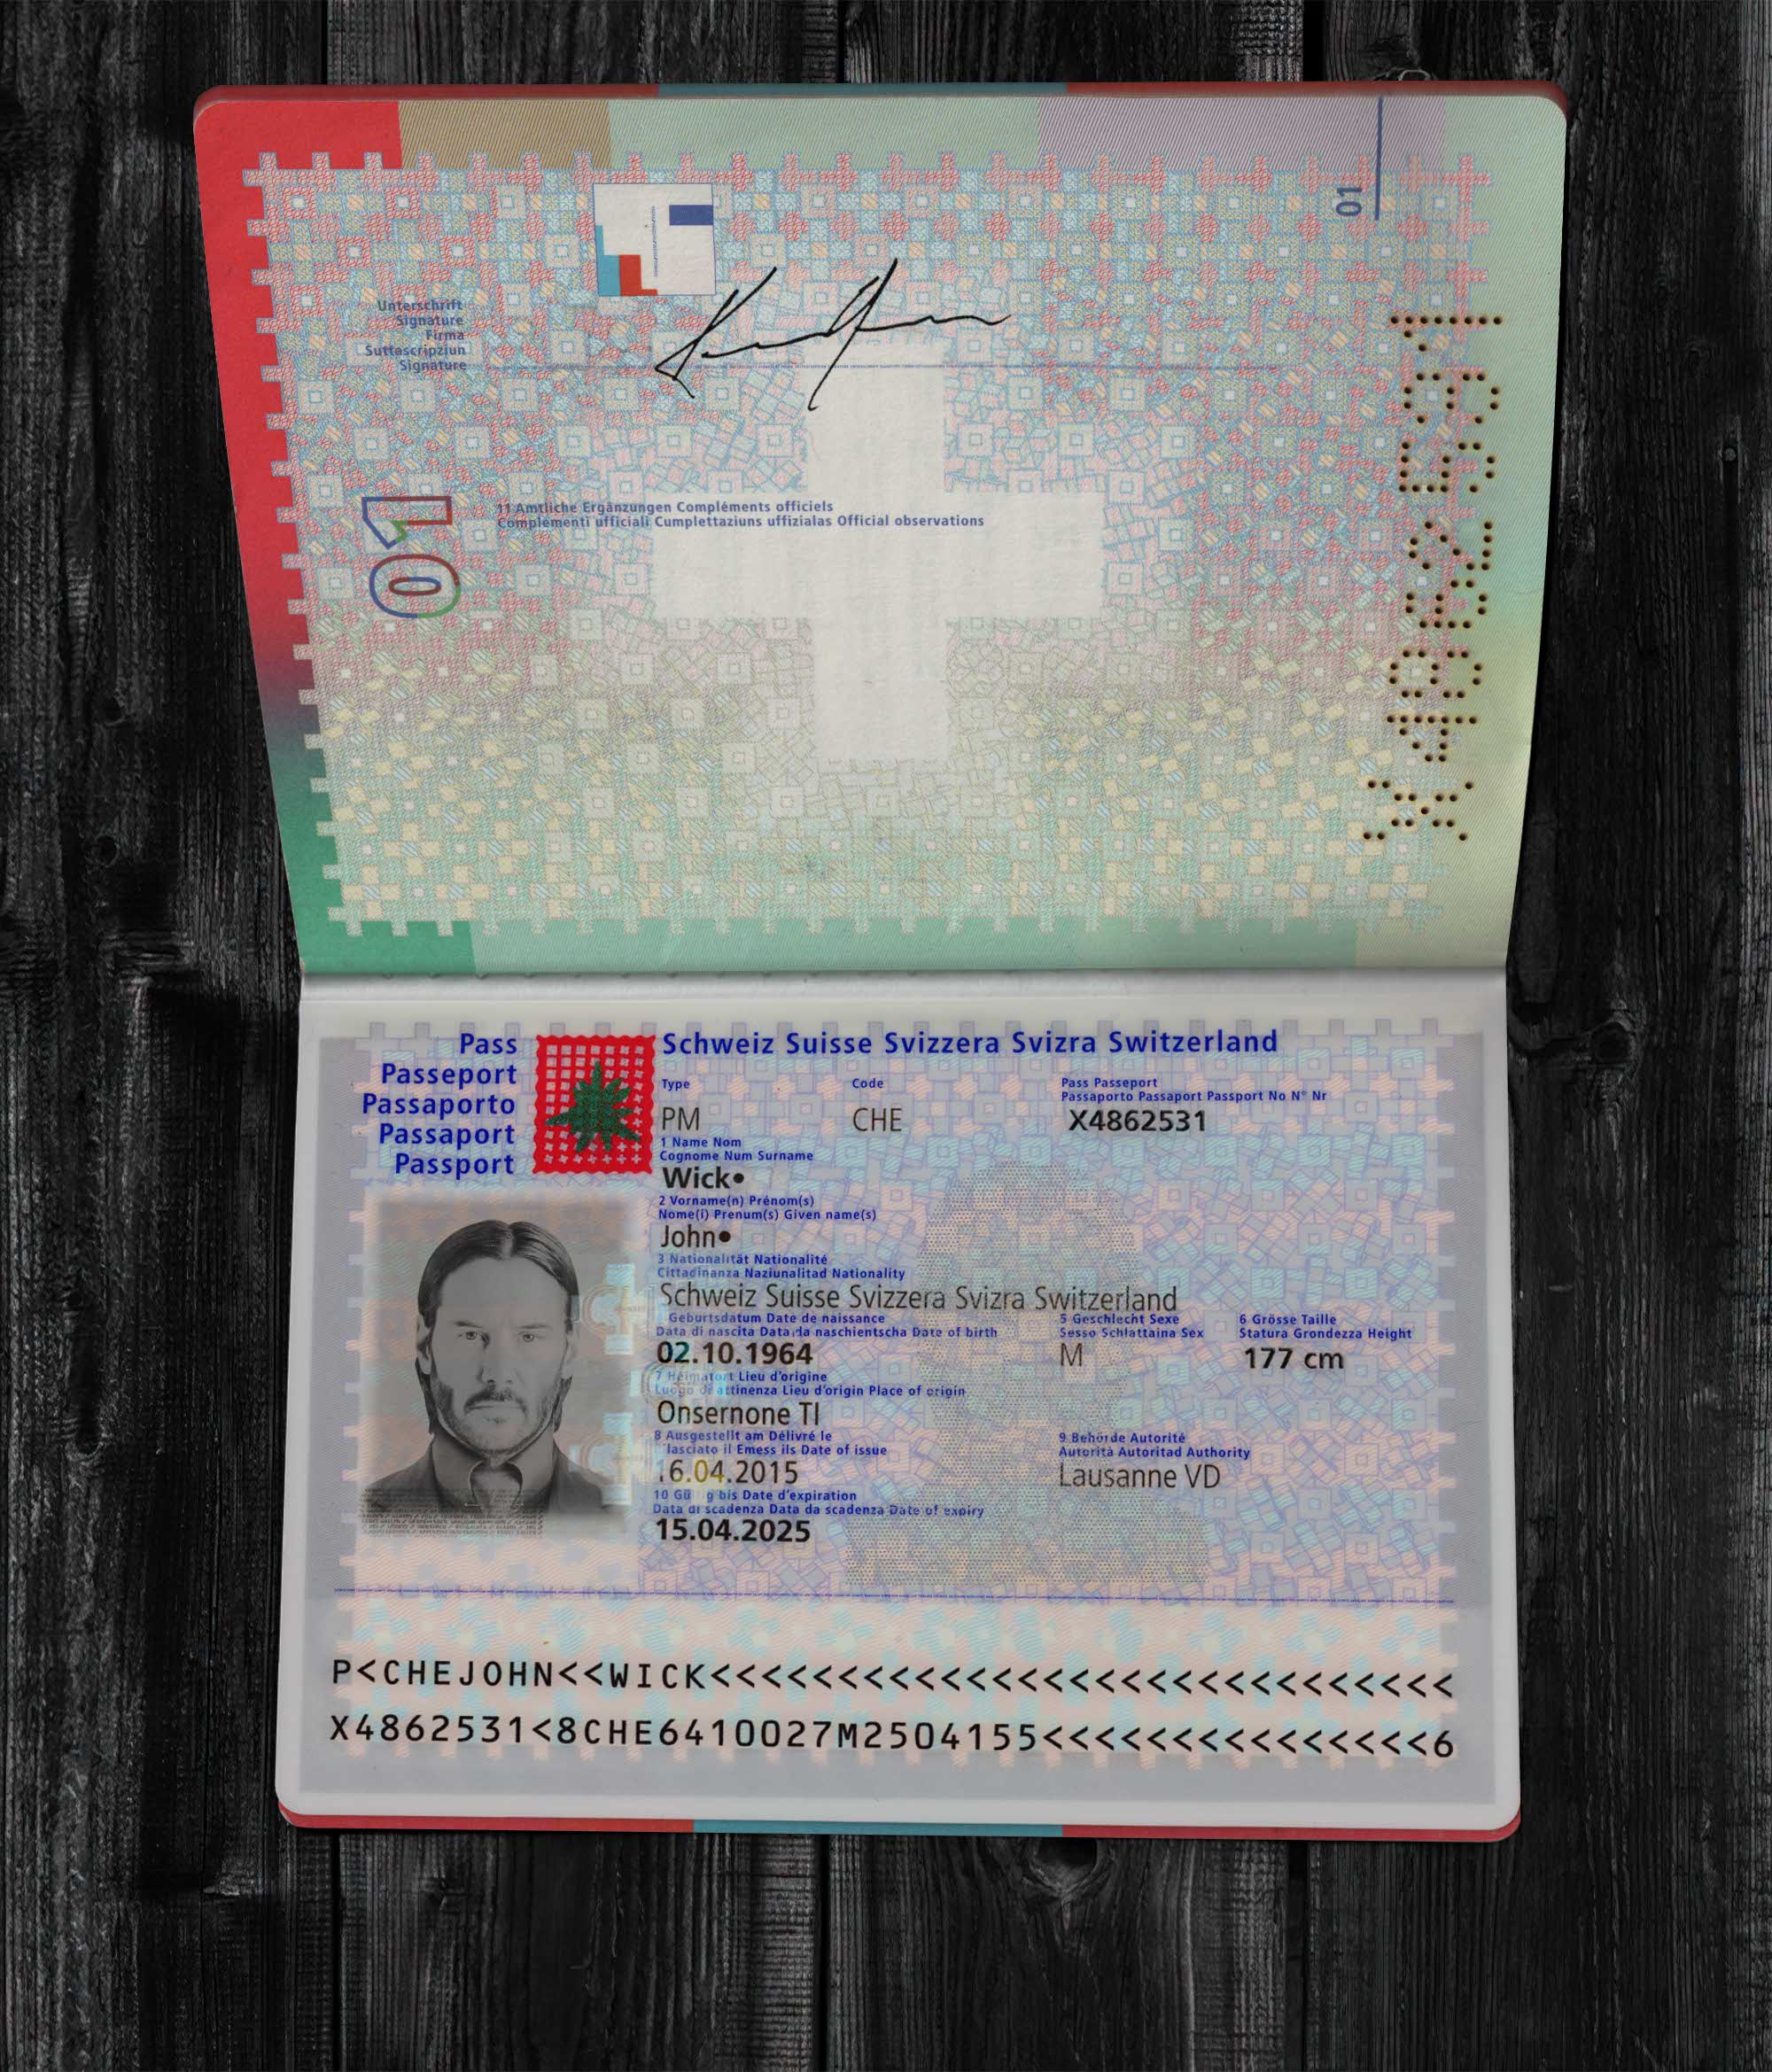 01
Unterschrift
Signature
Firma
Suttascripziun
Signature
11 Amtliche Ergänzungen Compléments officiels
Complementi ufficiali Cumplettaziuns uffizialas Official observations
01
X4862531
Pass
Passeport
Passaporto
Passaport
Passport
Schweiz Suisse Svizzera Svizra Switzerland
Type Code Pass Passeport
Passaporto Passaport Passport No N° Nr
PM CHE X4862531
1 Name Nom
Cognome Num Surname
Wick•
2 Vorname(n) Prénom(s)
Nome(i) Prenum(s) Given name(s)
John•
3 Nationalität Nationalité
Cittadinanza Naziunalitad Nationality
Schweiz Suisse Svizzera Svizra Switzerland
Geburtsdatum Date de naissance 5 Geschlecht Sexe 6 Grösse Taille
Data di nascita Data da naschientscha Date of birth Sesso Schlattaina Sex Statura Grondezza Height
02.10.1964 M 177 cm
7 Heimatort Lieu d'origine
Luogo di attinenza Lieu d'origin Place of origin
Onsernone TI
8 Ausgestellt am Délivré le 9 Behörde Autorité
lasciato il Emess ils Date of issue Autorità Autoritad Authority
6.04.2015 Lausanne VD
10 Gü g bis Date d'expiration
Data di scadenza Data da scadenza Date of expiry
15.04.2025
P<CHEJOHN<<WICK<<<<<<<<<<<<<<<<<<<<<<<<<<<<<
X4862531<8CHE6410027M2504155<<<<<<<<<<<<<<<6